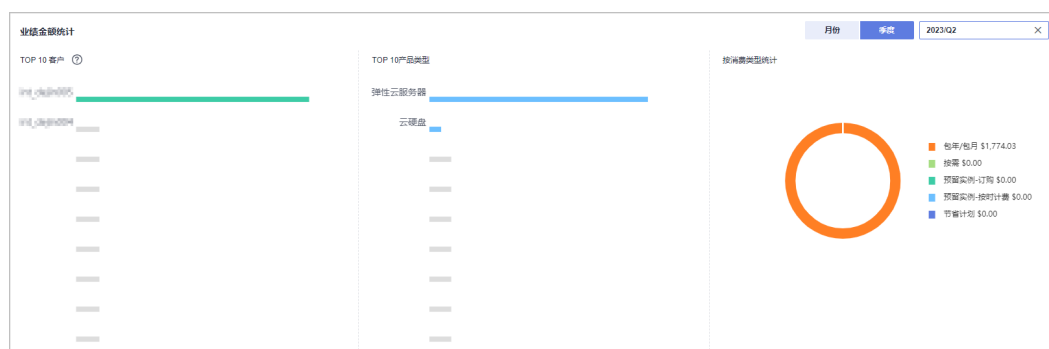 业绩金额统计
月份
季度
2023/Q2
TOP 10 客户
TOP 10产品类型
按消费类型统计
弹性云服务器
云硬盘
包年/包月 $1,774.03
按需 $0.00
预留实例-订购 $0.00
预留实例-按时计费 $0.00
节省计划 $0.00